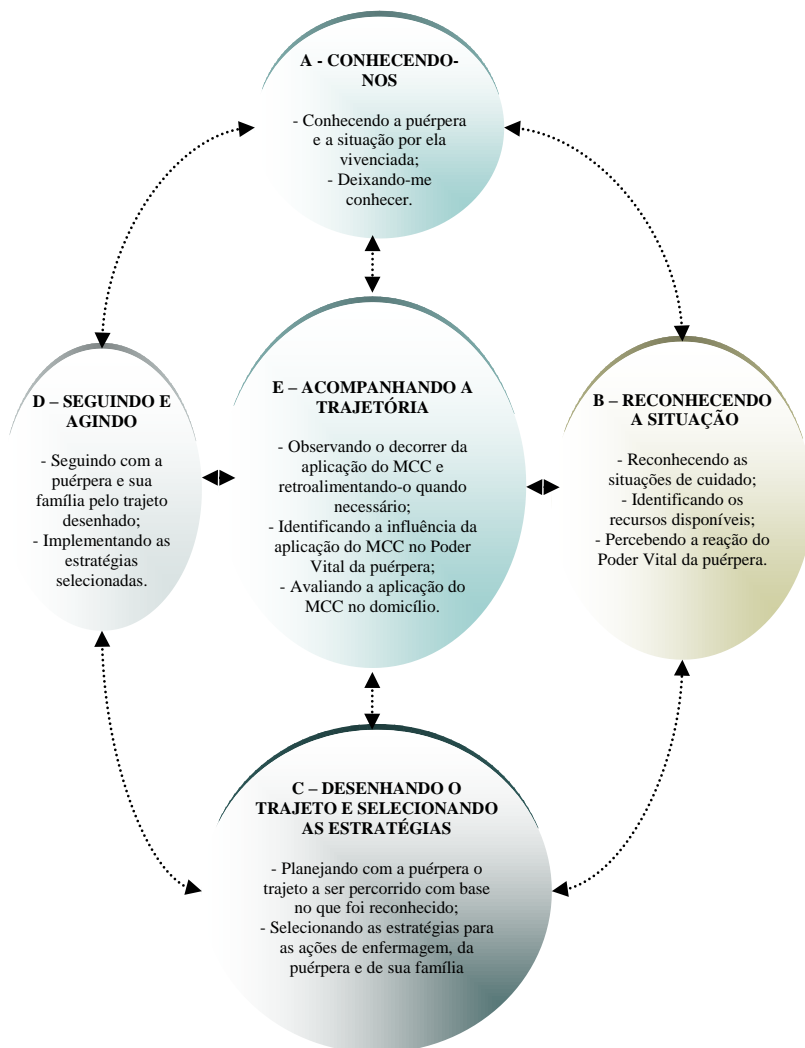 A - CONHECENDO-
NOS
- Conhecendo a puérpera
e a situação por ela
vivenciada;
- Deixando-me
conhecer.
D – SEGUINDO E
AGINDO
- Seguindo com a
puérpera e sua
família pelo trajeto
desenhado;
- Implementando as
estratégias
selecionadas.
E – ACOMPANHANDO A
TRAJETÓRIA
- Observando o decorrer da
aplicação do MCC e
retroalimentando-o quando
necessário;
- Identificando a influência da
aplicação do MCC no Poder
Vital da puérpera;
- Avaliando a aplicação do
MCC no domicílio.
B – RECONHECENDO
A SITUAÇÃO
- Reconhecendo as
situações de cuidado;
- Identificando os
recursos disponíveis;
- Percebendo a reação do
Poder Vital da puérpera.
C – DESENHANDO O
TRAJETO E SELECIONANDO
AS ESTRATÉGIAS
- Planejando com a puérpera o
trajeto a ser percorrido com base
no que foi reconhecido;
- Selecionando as estratégias para
as ações de enfermagem, da
puérpera e de sua família